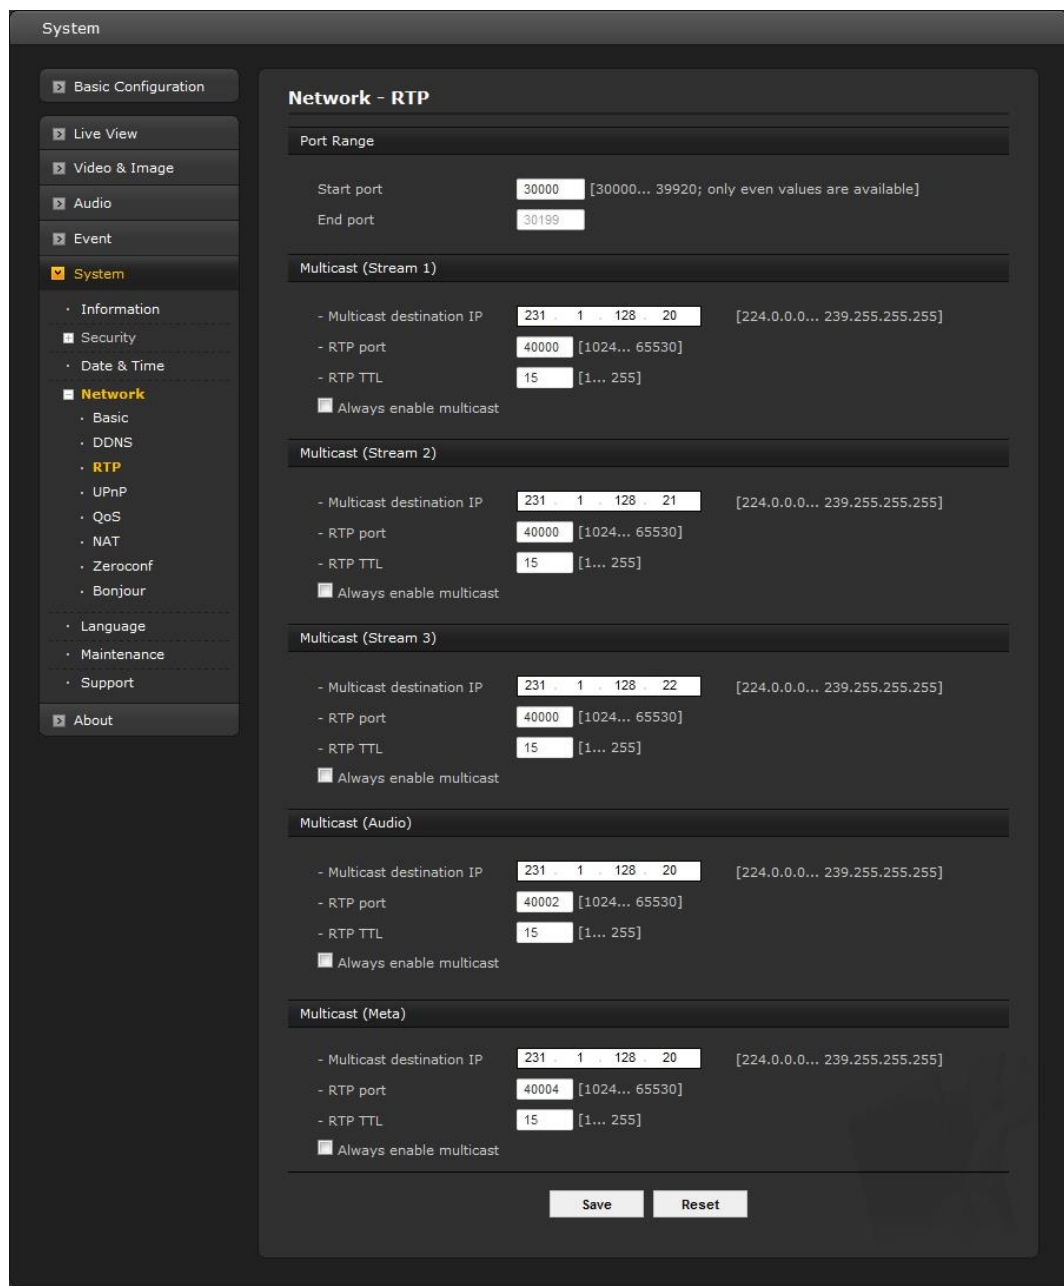 System
Basic Configuration
Live View
Video & Image
Audio
Event
System
· Information
Security
· Date & Time
Network
· Basic
· DDNS
· RTP
· UPnP
· QoS
· NAT
· Zeroconf
· Bonjour
· Language
· Maintenance
· Support
About
Network - RTP
Port Range
Start port 30000 [30000... 39920; only even values are available]
End port 30199
Multicast (Stream 1)
- Multicast destination IP 231 . 1 . 128 . 20 [224.0.0.0... 239.255.255.255]
- RTP port 40000 [1024... 65530]
- RTP TTL 15 [1... 255]
Always enable multicast
Multicast (Stream 2)
- Multicast destination IP 231 . 1 . 128 . 21 [224.0.0.0... 239.255.255.255]
- RTP port 40000 [1024... 65530]
- RTP TTL 15 [1... 255]
Always enable multicast
Multicast (Stream 3)
- Multicast destination IP 231 . 1 . 128 . 22 [224.0.0.0... 239.255.255.255]
- RTP port 40000 [1024... 65530]
- RTP TTL 15 [1... 255]
Always enable multicast
Multicast (Audio)
- Multicast destination IP 231 . 1 . 128 . 20 [224.0.0.0... 239.255.255.255]
- RTP port 40002 [1024... 65530]
- RTP TTL 15 [1... 255]
Always enable multicast
Multicast (Meta)
- Multicast destination IP 231 . 1 . 128 . 20 [224.0.0.0... 239.255.255.255]
- RTP port 40004 [1024... 65530]
- RTP TTL 15 [1... 255]
Always enable multicast
Save Reset